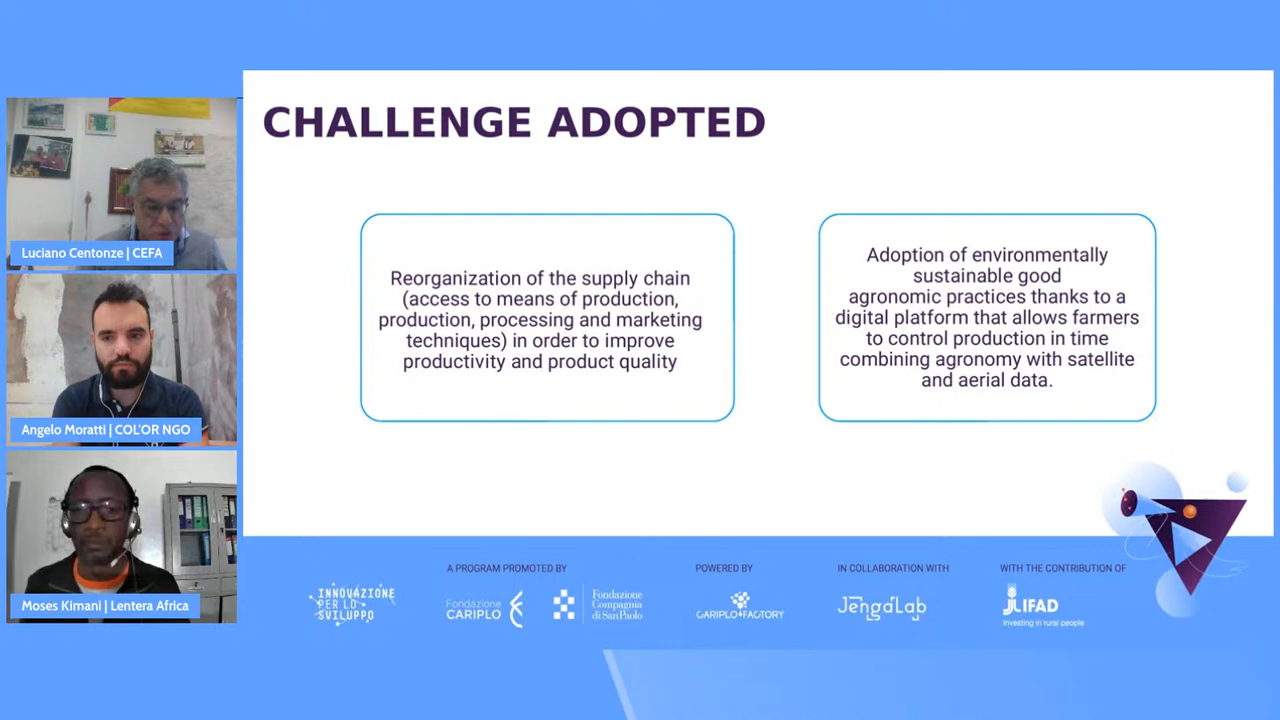 CHALLENGE ADOPTED
Luciano Centonze | CEFA
Angelo Moratti | COL'OR NGO
Moses Kimani | Lentera Africa
Reorganization of the supply chain
(access to means of production,
production, processing and marketing
techniques) in order to improve
productivity and product quality
Adoption of environmentally
sustainable good
agronomic practices thanks to a
digital platform that allows farmers
to control production in time
combining agronomy with satellite
and aerial data.
A PROGRAM PROMOTED BY
POWERED BY
IN COLLABORATION WITH
WITH THE CONTRIBUTION OF
INNOVAZIONE
PER LO
SVILUPPO
Fondazione
CARIPLO
Fondazione
Compagnia
di San Paolo
CARIPLO FACTORY
JengaLab
JLIFAD
Investing in rural people